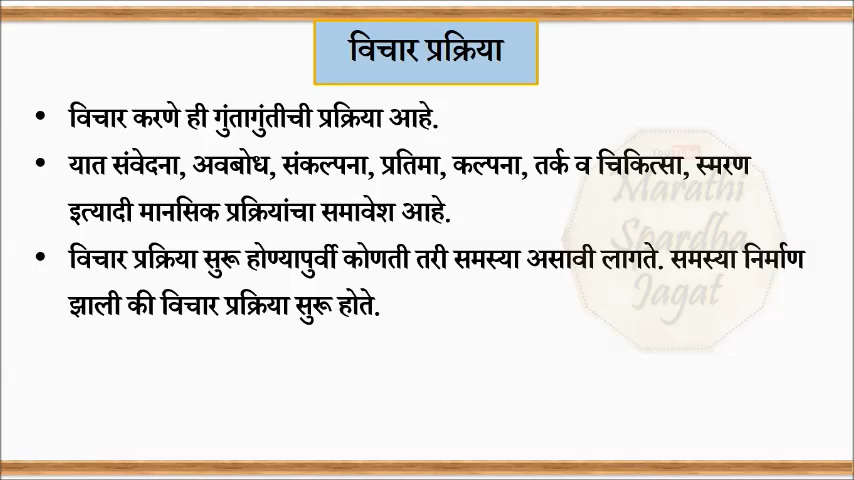 विचार प्रक्रिया
• विचार करणे ही गुंतागुंतीची प्रक्रिया आहे.
• यात संवेदना, अवबोध, संकल्पना, प्रतिमा, कल्पना, तर्क व चिकित्सा, स्मरण
इत्यादी मानसिक प्रक्रियांचा समावेश आहे.
• विचार प्रक्रिया सुरू होण्यापुर्वी कोणती तरी समस्या असावी लागते. समस्या निर्माण
झाली की विचार प्रक्रिया सुरू होते.
Marathi
Spardha
Jagat